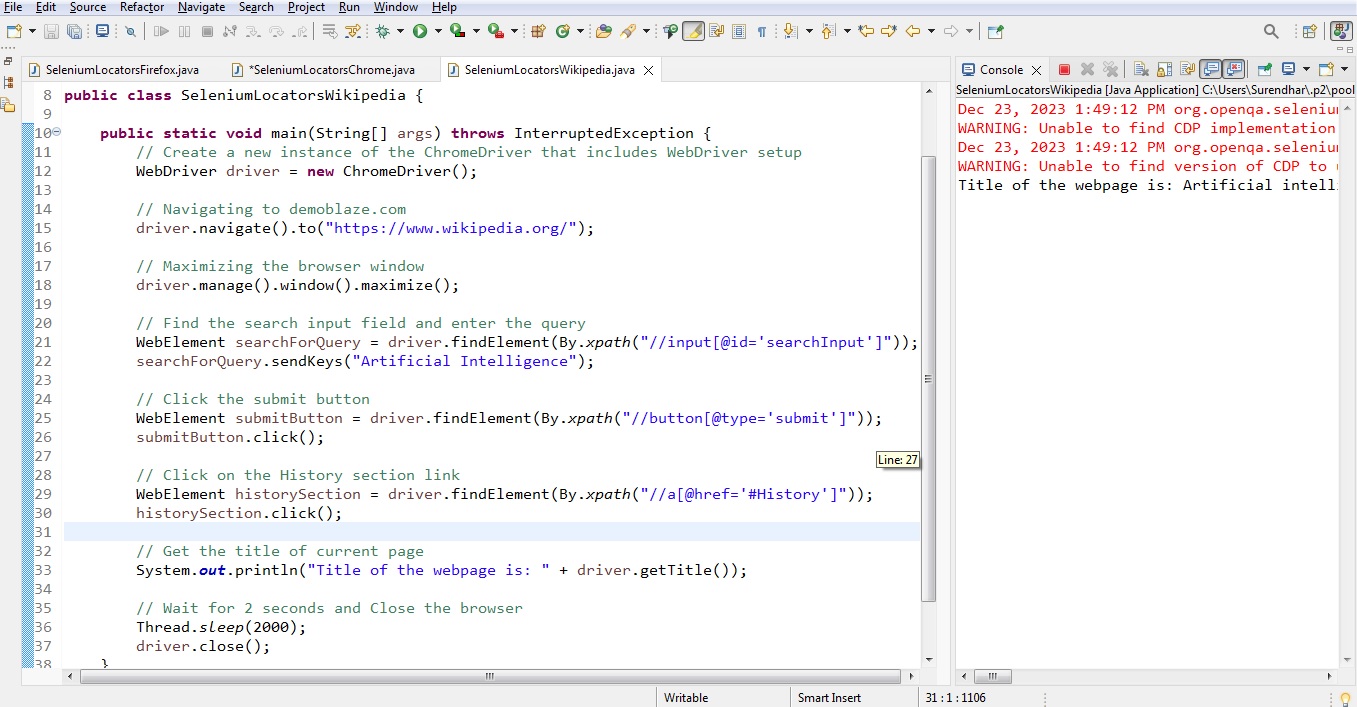 File Edit Source Refactor Navigate Search Project Run Window Help
SeleniumLocatorsFirefox.java
*SeleniumLocatorsChrome.java
SeleniumLocatorsWikipedia.java
8 public class SeleniumLocatorsWikipedia {
9
10 public static void main(String[] args) throws InterruptedException {
11 // Create a new instance of the ChromeDriver that includes WebDriver setup
12 WebDriver driver = new ChromeDriver();
13
14 // Navigating to demoblaze.com
15 driver.navigate().to("https://www.wikipedia.org/");
16
17 // Maximizing the browser window
18 driver.manage().window().maximize();
19
20 // Find the search input field and enter the query
21 WebElement searchForQuery = driver.findElement(By.xpath("//input[@id='searchInput']"));
22 searchForQuery.sendKeys("Artificial Intelligence");
23
24 // Click the submit button
25 WebElement submitButton = driver.findElement(By.xpath("//button[@type='submit']"));
26 submitButton.click();
27
Line: 27
28 // Click on the History section link
29 WebElement historySection = driver.findElement(By.xpath("//a[@href='#History']"));
30 historySection.click();
31
32 // Get the title of current page
33 System.out.println("Title of the webpage is: " + driver.getTitle());
34
35 // Wait for 2 seconds and Close the browser
36 Thread.sleep(2000);
37 driver.close();
38 }
Console
SeleniumLocatorsWikipedia [Java Application] C:\Users\Surendhar\.p2\pool
Dec 23, 2023 1:49:12 PM org.openqa.seleniu
WARNING: Unable to find CDP implementation
Dec 23, 2023 1:49:12 PM org.openqa.seleniu
WARNING: Unable to find version of CDP to
Title of the webpage is: Artificial intell
Writable
Smart Insert
31 : 1 : 1106